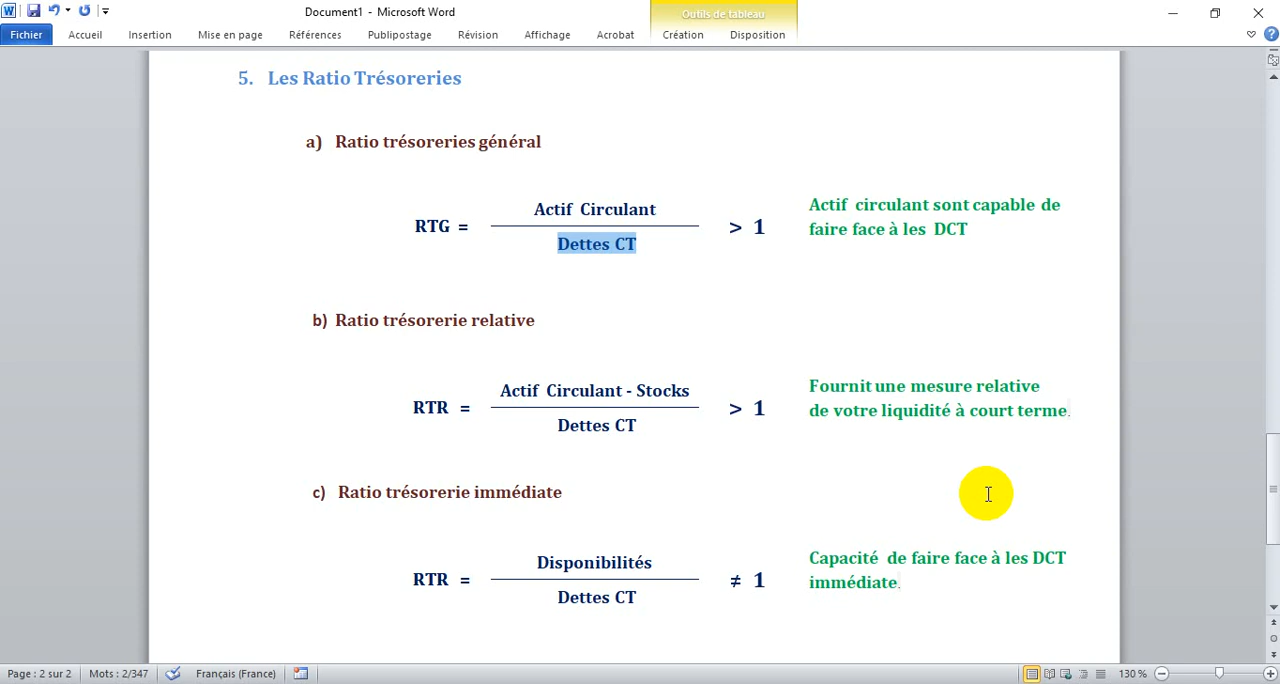 Document1 - Microsoft Word
Outils de tableau
Fichier Accueil Insertion Mise en page Références Publipostage Révision Affichage Acrobat Création Disposition
5. Les Ratio Trésoreries
a) Ratio trésoreries général
Actif Circulant
RTG = > 1
Dettes CT
Actif circulant sont capable de
faire face à les DCT
b) Ratio trésorerie relative
Actif Circulant - Stocks
RTR = > 1
Dettes CT
Fournit une mesure relative
de votre liquidité à court terme.
c) Ratio trésorerie immédiate
Disponibilités
RTR = ≠ 1
Dettes CT
Capacité de faire face à les DCT
immédiate.
Page : 2 sur 2 Mots : 2/347 Français (France) 130 %